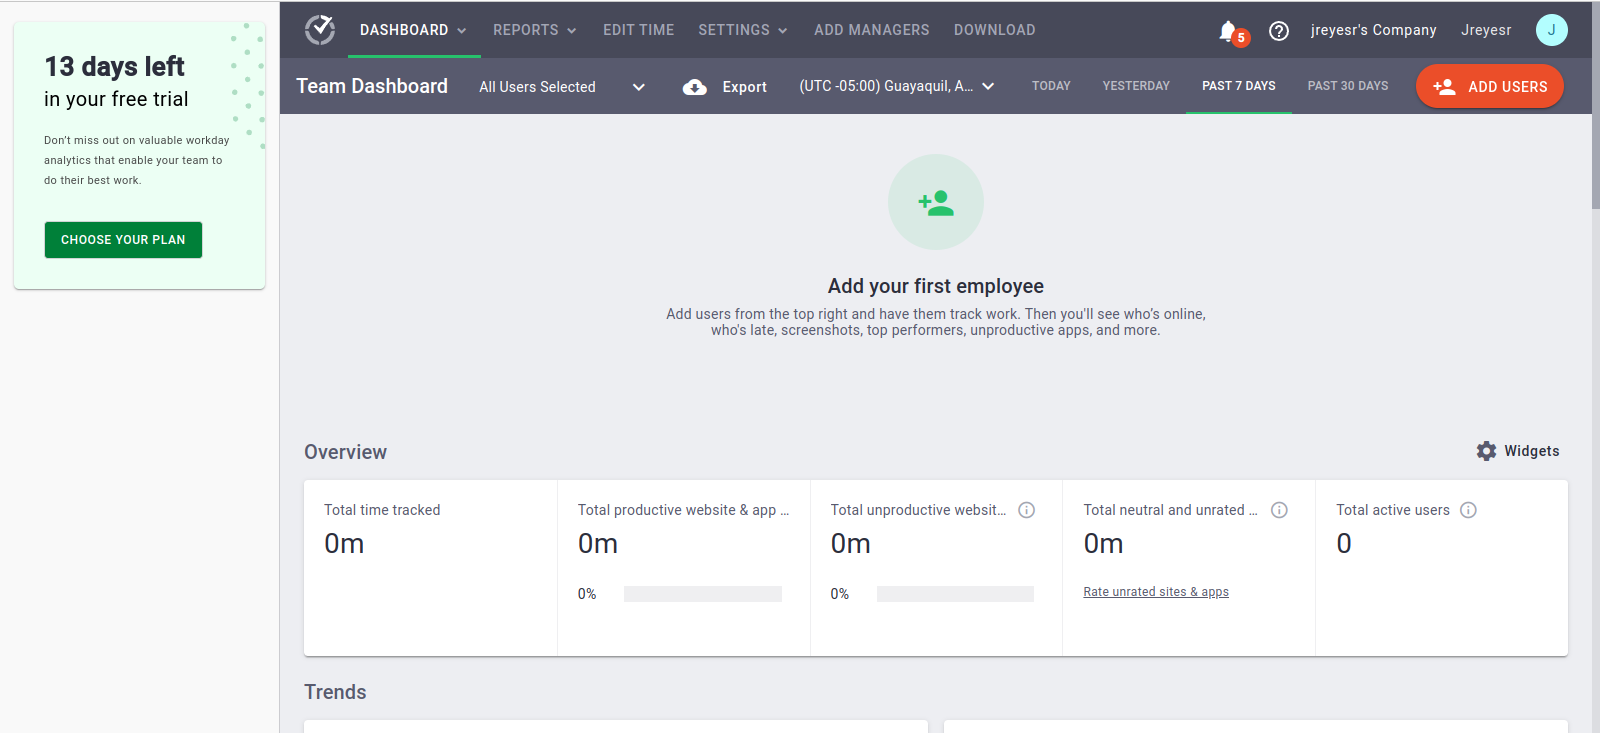 13 days left
in your free trial
Don't miss out on valuable workday
analytics that enable your team to
do their best work.
CHOOSE YOUR PLAN
DASHBOARD REPORTS EDIT TIME SETTINGS ADD MANAGERS DOWNLOAD 5 jreyesr's Company Jreyesr J
Team Dashboard All Users Selected Export (UTC -05:00) Guayaquil, A... TODAY YESTERDAY PAST 7 DAYS PAST 30 DAYS ADD USERS
Add your first employee
Add users from the top right and have them track work. Then you'll see who's online,
who's late, screenshots, top performers, unproductive apps, and more.
Overview Widgets
Total time tracked
0m
Total productive website & app ...
0m
0%
Total unproductive websit...
0m
0%
Total neutral and unrated ...
0m
Rate unrated sites & apps
Total active users
0
Trends